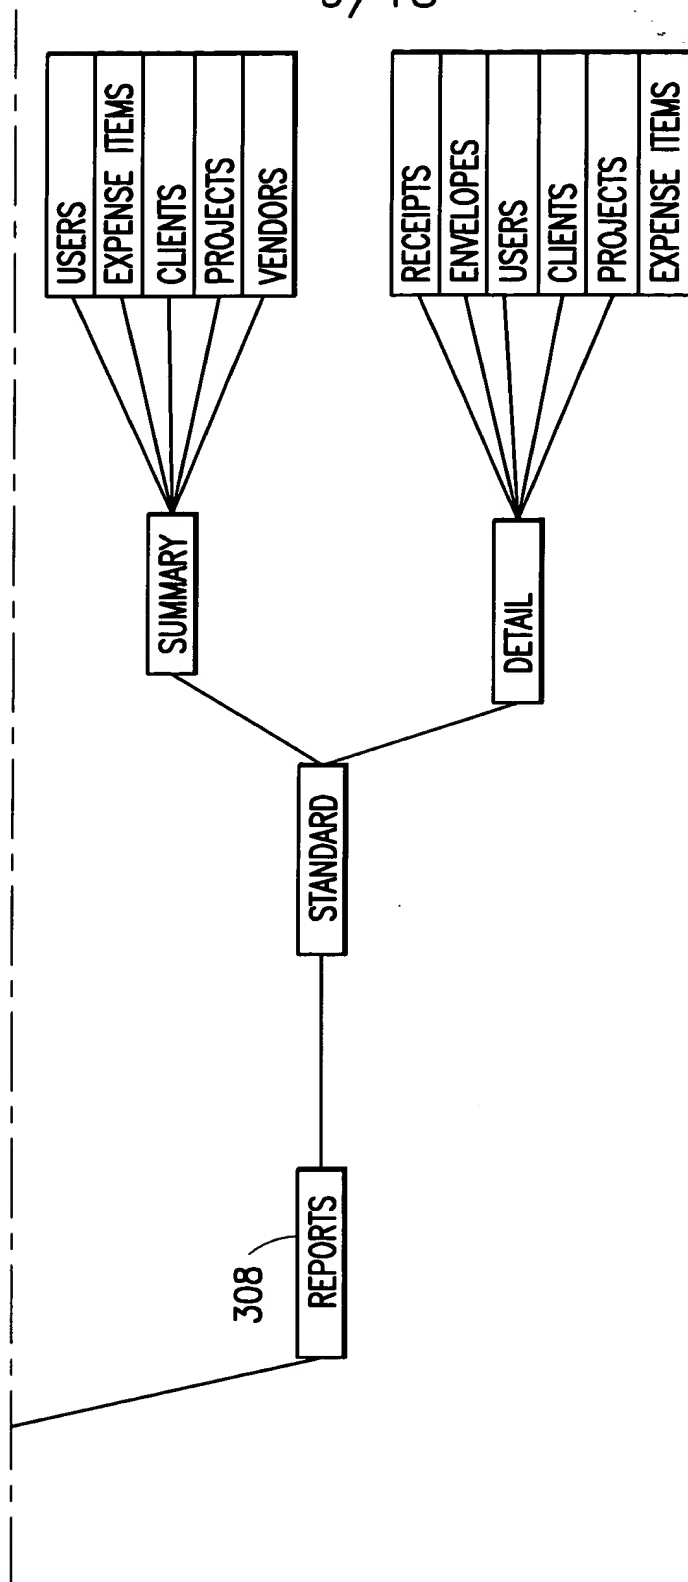 308
REPORTS
STANDARD
SUMMARY
USERS
EXPENSE ITEMS
CLIENTS
PROJECTS
VENDORS
DETAIL
RECEIPTS
ENVELOPES
USERS
CLIENTS
PROJECTS
EXPENSE ITEMS